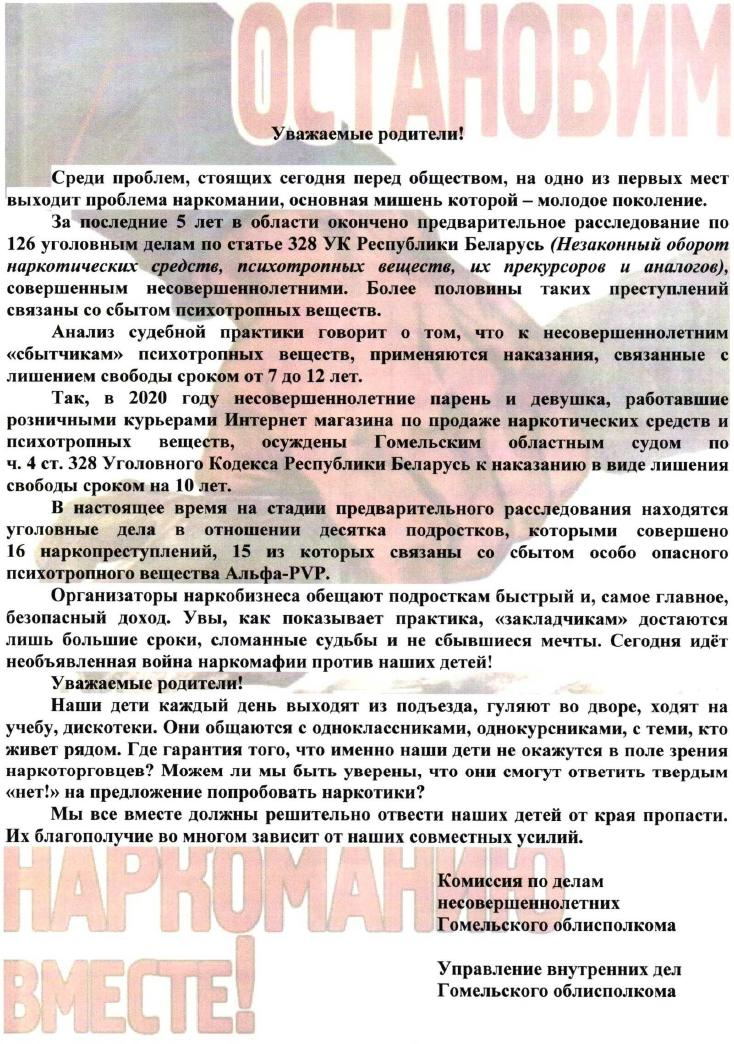 ОСТАНОВИМ
Уважаемые родители!
Среди проблем, стоящих сегодня перед обществом, на одно из первых мест
выходит проблема наркомании, основная мишень которой – молодое поколение.
За последние 5 лет в области окончено предварительное расследование по
126 уголовным делам по статье 328 УК Республики Беларусь (Незаконный оборот
наркотических средств, психотропных веществ, их прекурсоров и аналогов),
совершенным несовершеннолетними. Более половины таких преступлений
связаны со сбытом психотропных веществ.
Анализ судебной практики говорит о том, что к несовершеннолетним
«сбытчикам» психотропных веществ, применяются наказания, связанные с
лишением свободы сроком от 7 до 12 лет.
Так, в 2020 году несовершеннолетние парень и девушка, работавшие
розничными курьерами Интернет магазина по продаже наркотических средств и
психотропных веществ, осуждены Гомельским областным судом по
ч. 4 ст. 328 Уголовного Кодекса Республики Беларусь к наказанию в виде лишения
свободы сроком на 10 лет.
В настоящее время на стадии предварительного расследования находятся
уголовные дела в отношении десятка подростков, которыми совершено
16 наркопреступлений, 15 из которых связаны со сбытом особо опасного
психотропного вещества Альфа-PVP.
Организаторы наркобизнеса обещают подросткам быстрый и, самое главное,
безопасный доход. Увы, как показывает практика, «закладчикам» достаются
лишь большие сроки, сломанные судьбы и не сбывшиеся мечты. Сегодня идёт
необъявленная война наркомафии против наших детей!
Уважаемые родители!
Наши дети каждый день выходят из подъезда, гуляют во дворе, ходят на
учебу, дискотеки. Они общаются с одноклассниками, однокурсниками, с теми, кто
живет рядом. Где гарантия того, что именно наши дети не окажутся в поле зрения
наркоторговцев? Можем ли мы быть уверены, что они смогут ответить твердым
«нет!» на предложение попробовать наркотики?
Мы все вместе должны решительно отвести наших детей от края пропасти.
Их благополучие во многом зависит от наших совместных усилий.
НАРКОМАНИЮ
ВМЕСТЕ!
Комиссия по делам
несовершеннолетних
Гомельского облисполкома
Управление внутренних дел
Гомельского облисполкома